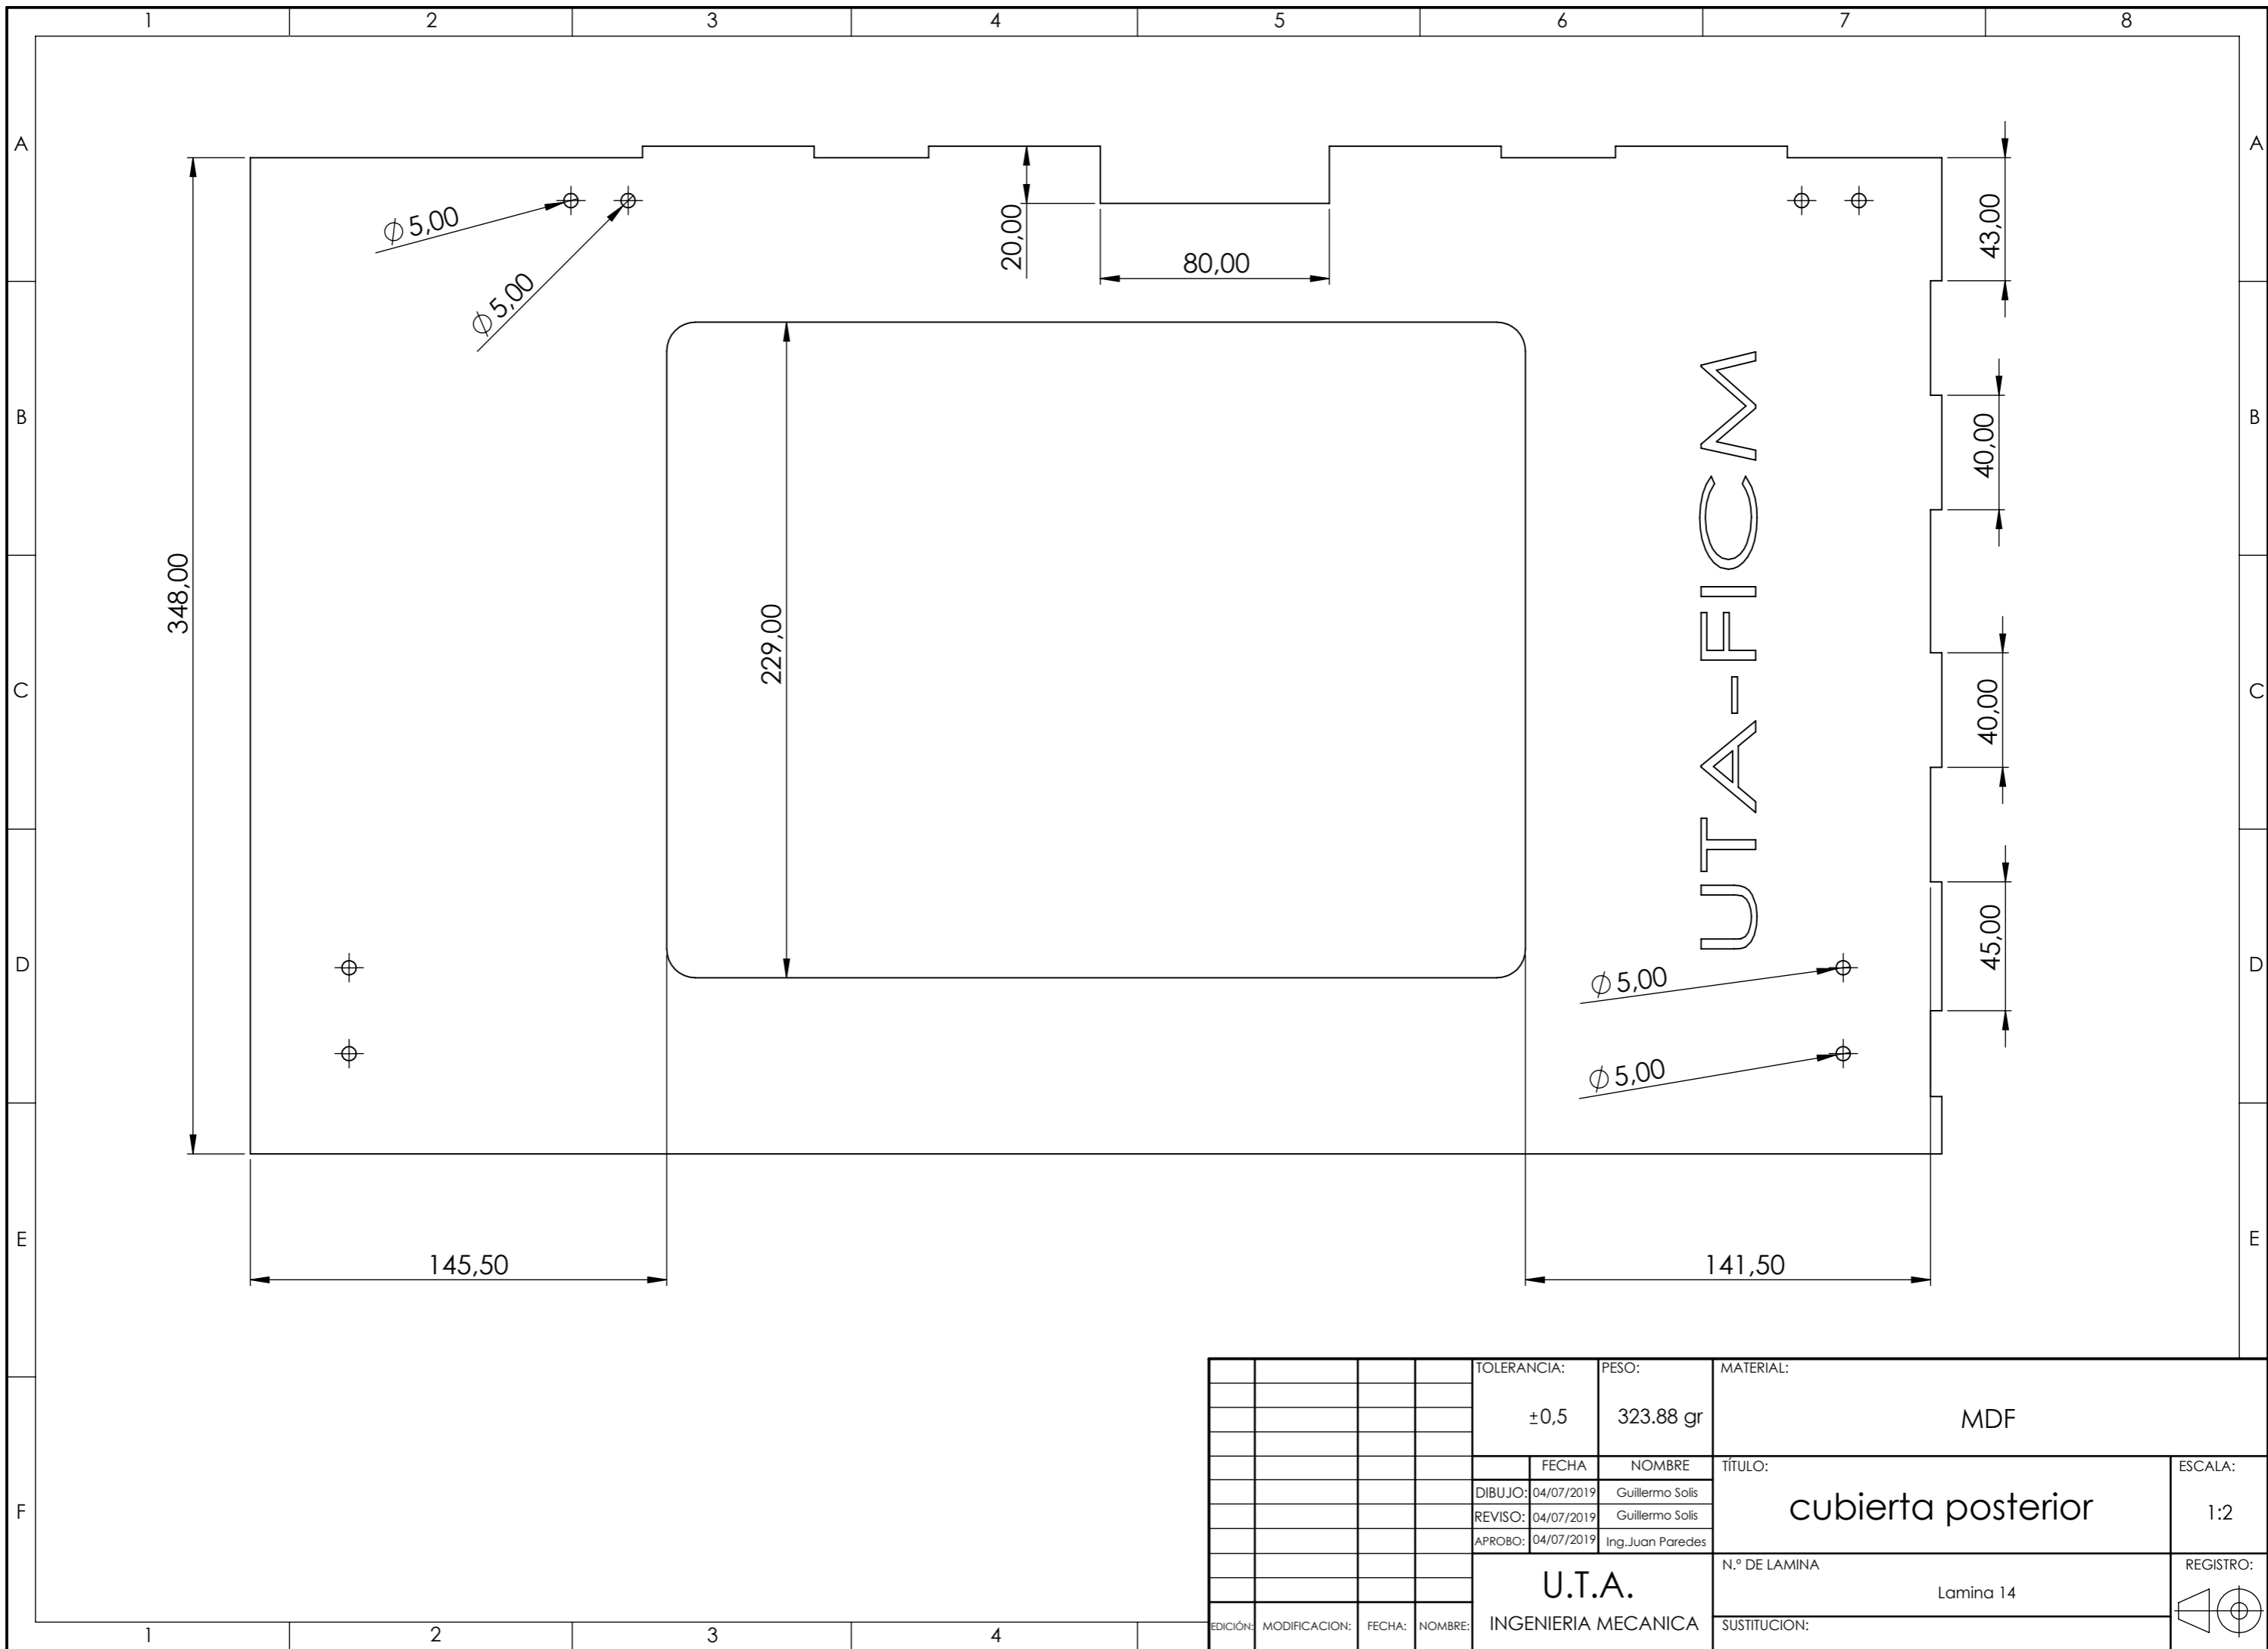 1 2 3 4 5 6 7 8
A A
B B
C C
D D
E E
F
1 2 3 4
∅ 5,00
∅ 5,00
20,00
80,00
43,00
40,00
40,00
45,00
348,00
229,00
UTA-FICM
∅ 5,00
∅ 5,00
145,50
141,50
TOLERANCIA: PESO: MATERIAL:
±0,5 323.88 gr MDF
FECHA NOMBRE TÍTULO: ESCALA:
DIBUJO: 04/07/2019 Guillermo Solis
REVISO: 04/07/2019 Guillermo Solis
APROBO: 04/07/2019 Ing.Juan Paredes
cubierta posterior
1:2
U.T.A.
INGENIERIA MECANICA
N.º DE LAMINA
Lamina 14
REGISTRO:
SUSTITUCION:
EDICIÓN: MODIFICACION: FECHA: NOMBRE: